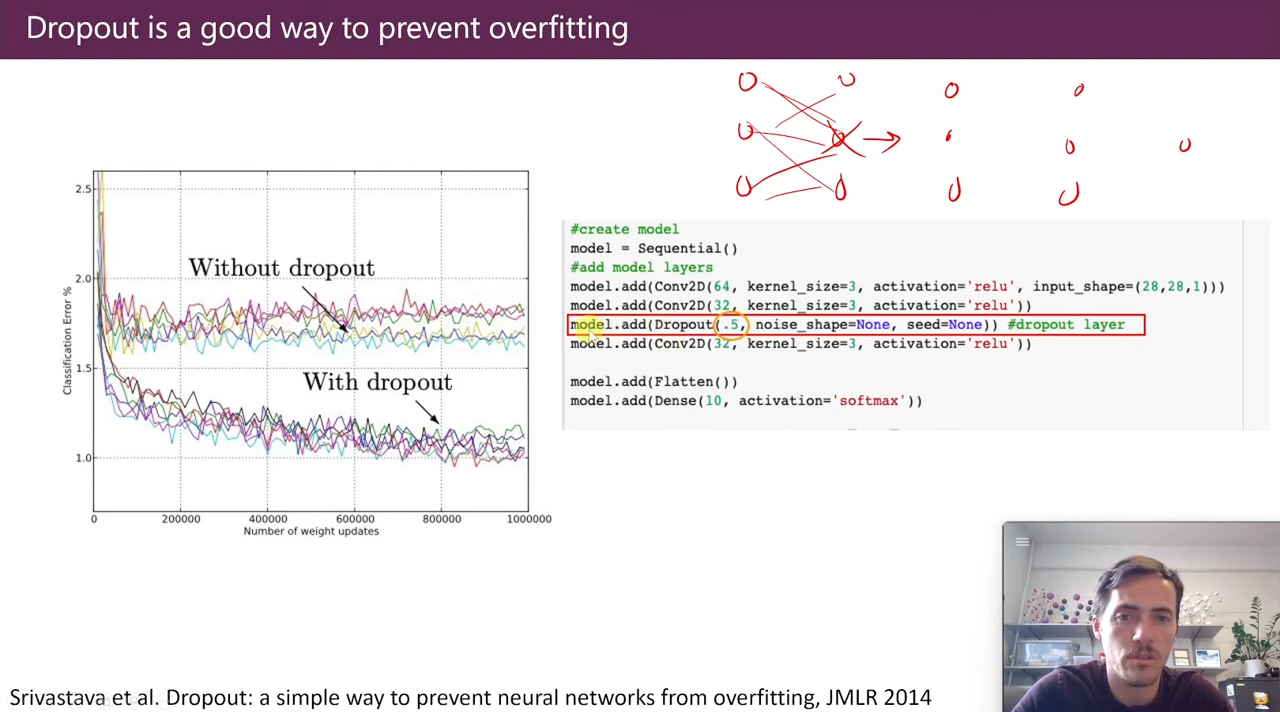 Dropout is a good way to prevent overfitting
2.5
2.0
1.5
1.0
Classification Error %
Without dropout
With dropout
0
200000
400000
600000
800000
1000000
Number of weight updates
#create model
model = Sequential()
#add model layers
model.add(Conv2D(64, kernel_size=3, activation='relu', input_shape=(28,28,1)))
model.add(Conv2D(32, kernel_size=3, activation='relu'))
model.add(Dropout(.5, noise_shape=None, seed=None)) #dropout layer
model.add(Conv2D(32, kernel_size=3, activation='relu'))
model.add(Flatten())
model.add(Dense(10, activation='softmax'))
Srivastava et al. Dropout: a simple way to prevent neural networks from overfitting, JMLR 2014